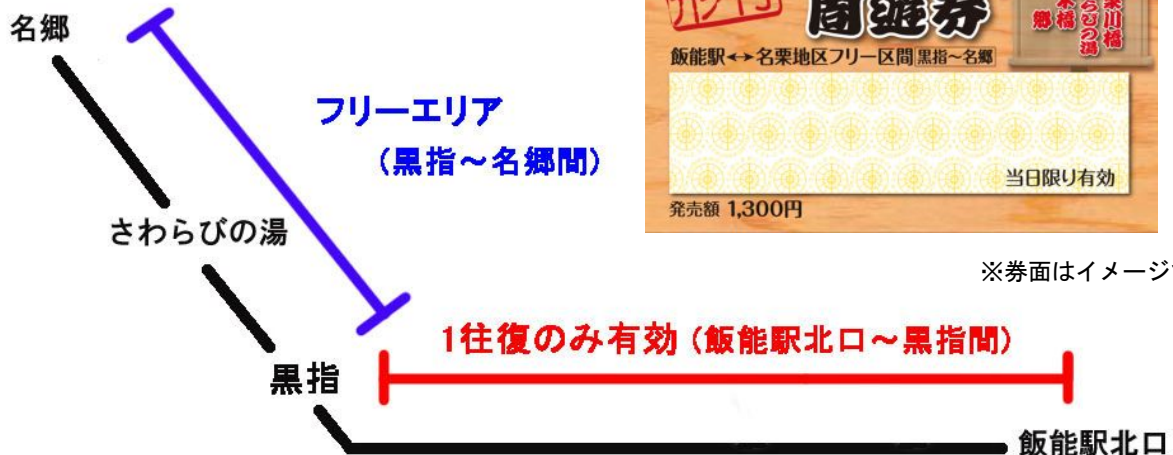 名郷
フリーエリア
（黒指～名郷間）
さわらびの湯
黒指
1往復のみ有効（飯能駅北口～黒指間）
飯能駅北口
周遊券
飯能駅↔名栗地区フリー区間 黒指～名郷
さわらびの湯
郷
当日限り有効
発売額 1,300円
※券面はイメージ